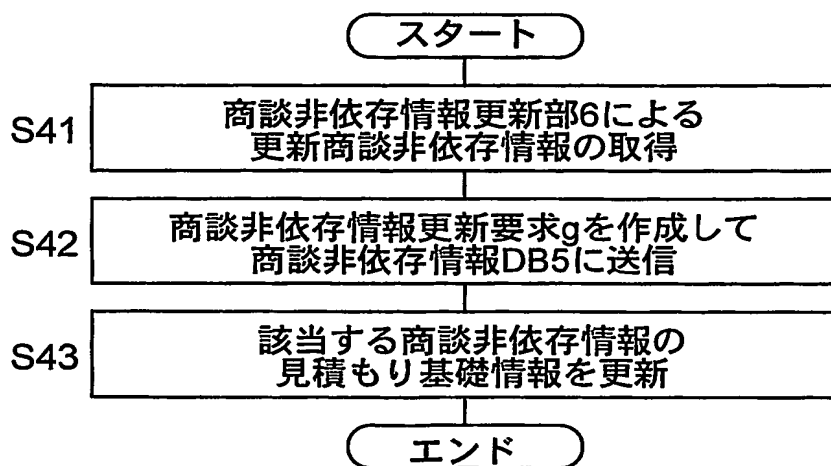 スタート
S41
商談非依存情報更新部6による
更新商談非依存情報の取得
S42
商談非依存情報更新要求gを作成して
商談非依存情報DB5に送信
S43
該当する商談非依存情報の
見積もり基礎情報を更新
エンド